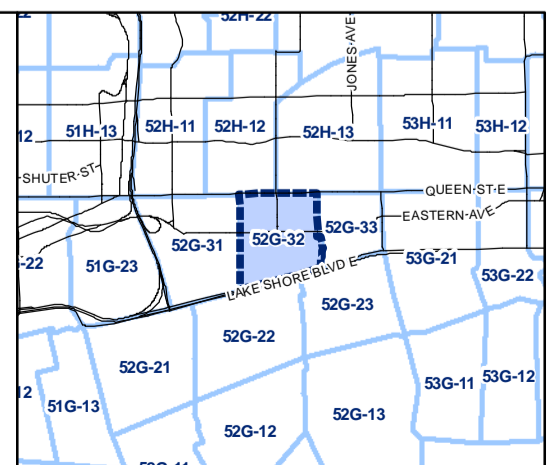 52H-22
JONES AVE
12
51H-13
52H-11
52H-12
52H-13
53H-11
53H-12
SHUTER ST
QUEEN ST E
EASTERN AVE
52G-31
52G-32
52G-33
-22
51G-23
53G-21
53G-22
LAKE SHORE BLVD E
52G-23
52G-22
52G-21
12
51G-13
53G-11
53G-12
52G-12
52G-13